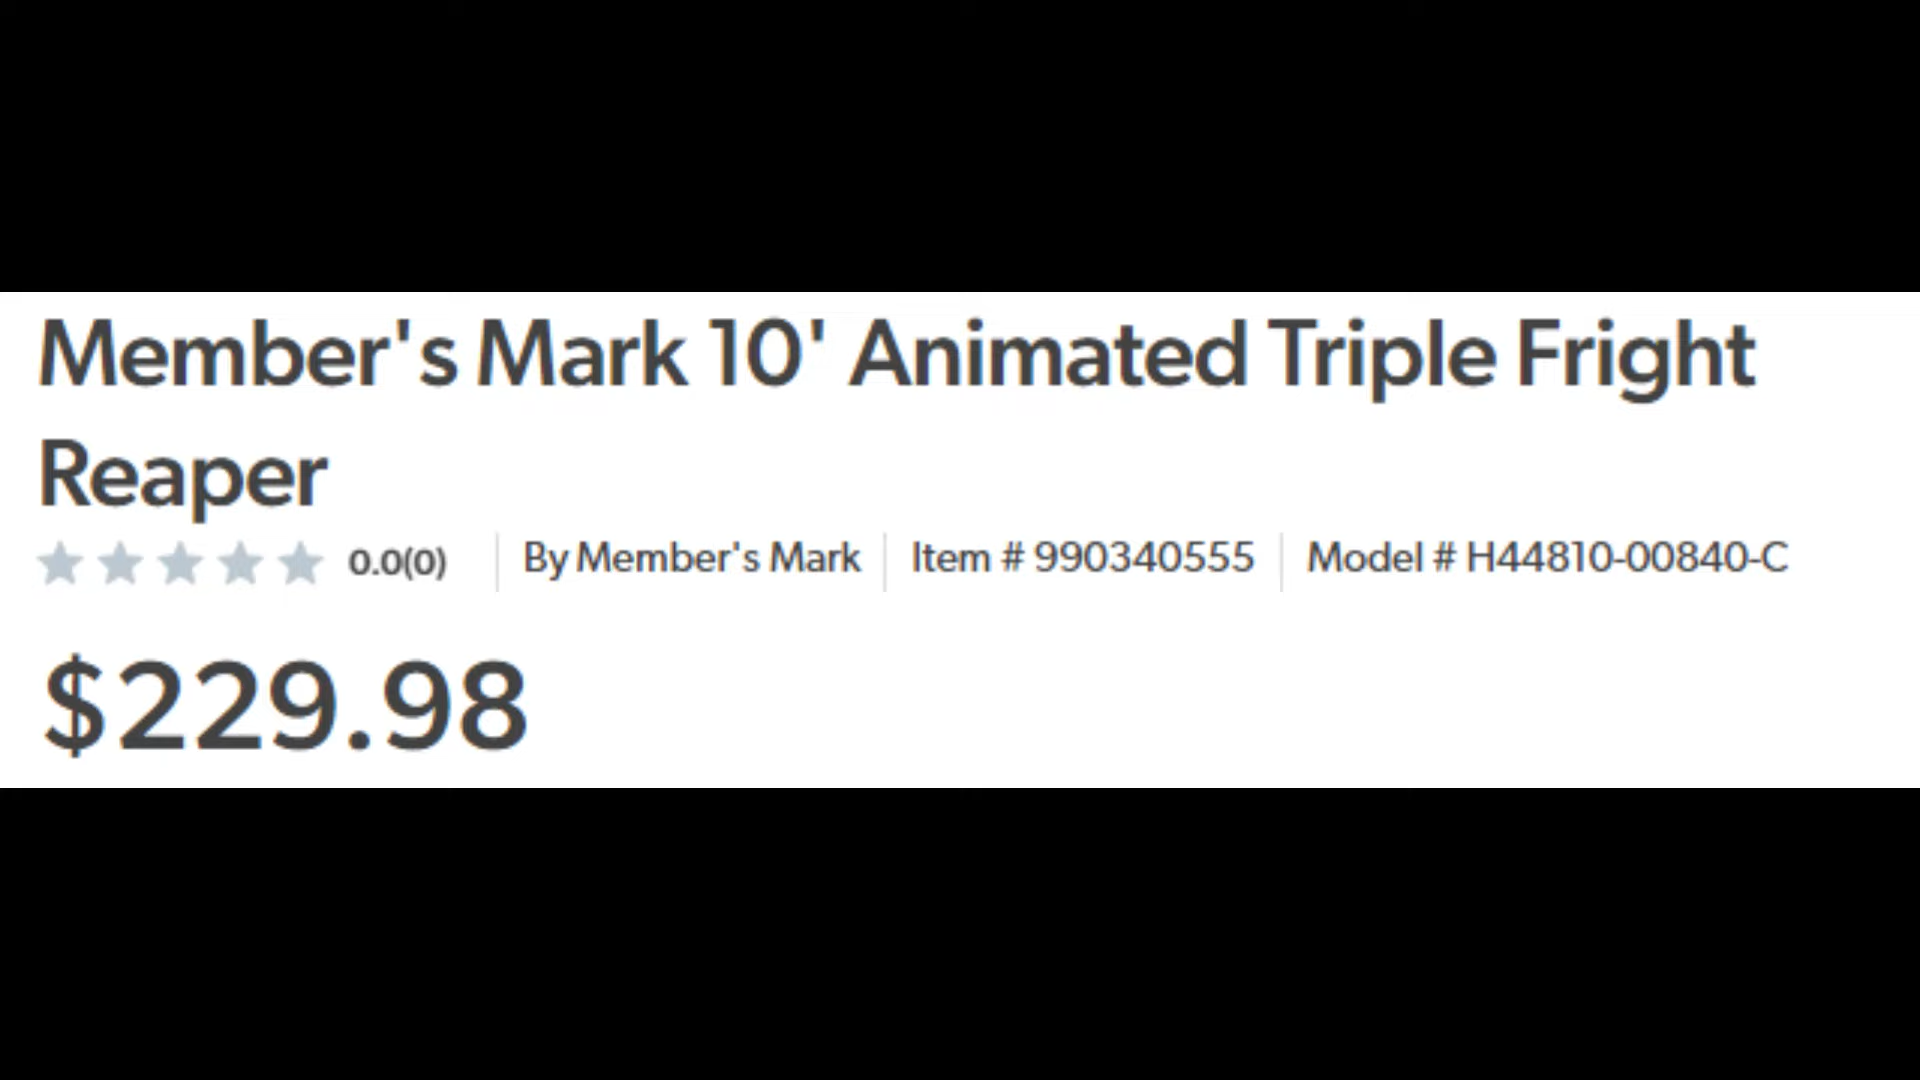 Member's Mark 10' Animated Triple Fright
Reaper
0.0(0) By Member's Mark Item # 990340555 Model # H44810-00840-C
$229.98